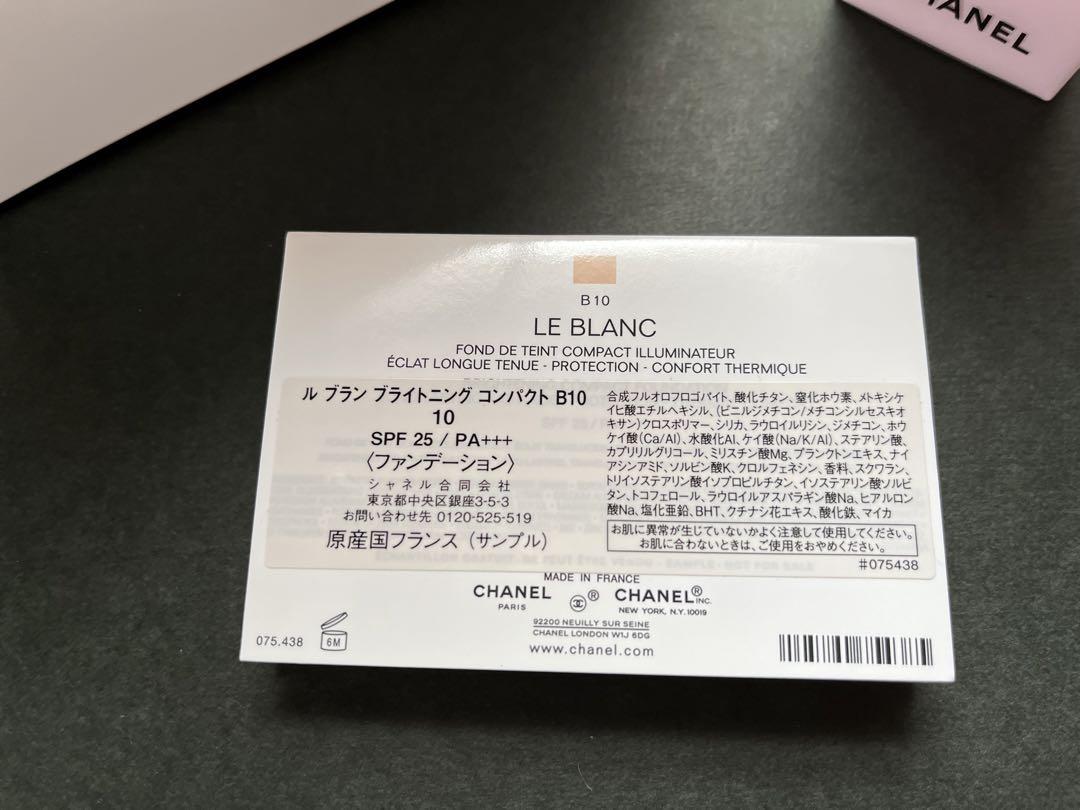 CHANEL
B10
LE BLANC
FOND DE TEINT COMPACT ILLUMINATEUR
ÉCLAT LONGUE TENUE - PROTECTION - CONFORT THERMIQUE
ル ブラン ブライトニング コンパクト B10
10
SPF 25 / PA+++
〈ファンデーション〉
シャネル合同会社
東京都中央区銀座3-5-3
お問い合わせ先 0120-525-519
原産国フランス（サンプル）
合成フルオロフロゴパイト、酸化チタン、窒化ホウ素、メトキシケ
イヒ酸エチルヘキシル、(ビニルジメチコン/メチコンシルセスキオ
キサン)クロスポリマー、シリカ、ラウロイルリシン、ジメチコン、ホウ
ケイ酸(Ca/Al)、水酸化Al、ケイ酸(Na/K/Al)、ステアリン酸、
カプリリルグリコール、ミリスチン酸Mg、プランクトンエキス、ナイ
アシンアミド、ソルビン酸K、クロルフェネシン、香料、スクワラン、
トリイソステアリン酸イソプロピルチタン、イソステアリン酸ソルビ
タン、トコフェロール、ラウロイルアスパラギン酸Na、ヒアルロン
酸Na、塩化亜鉛、BHT、クチナシ花エキス、酸化鉄、マイカ
お肌に異常が生じていないかよく注意して使用してください。
お肌に合わないときは、ご使用をおやめください。
#075438
MADE IN FRANCE
CHANEL ® CHANEL®INC.
PARIS NEW YORK, N.Y. 10019
92200 NEUILLY SUR SEINE
CHANEL LONDON W1J 6DG
www.chanel.com
075.438
6M